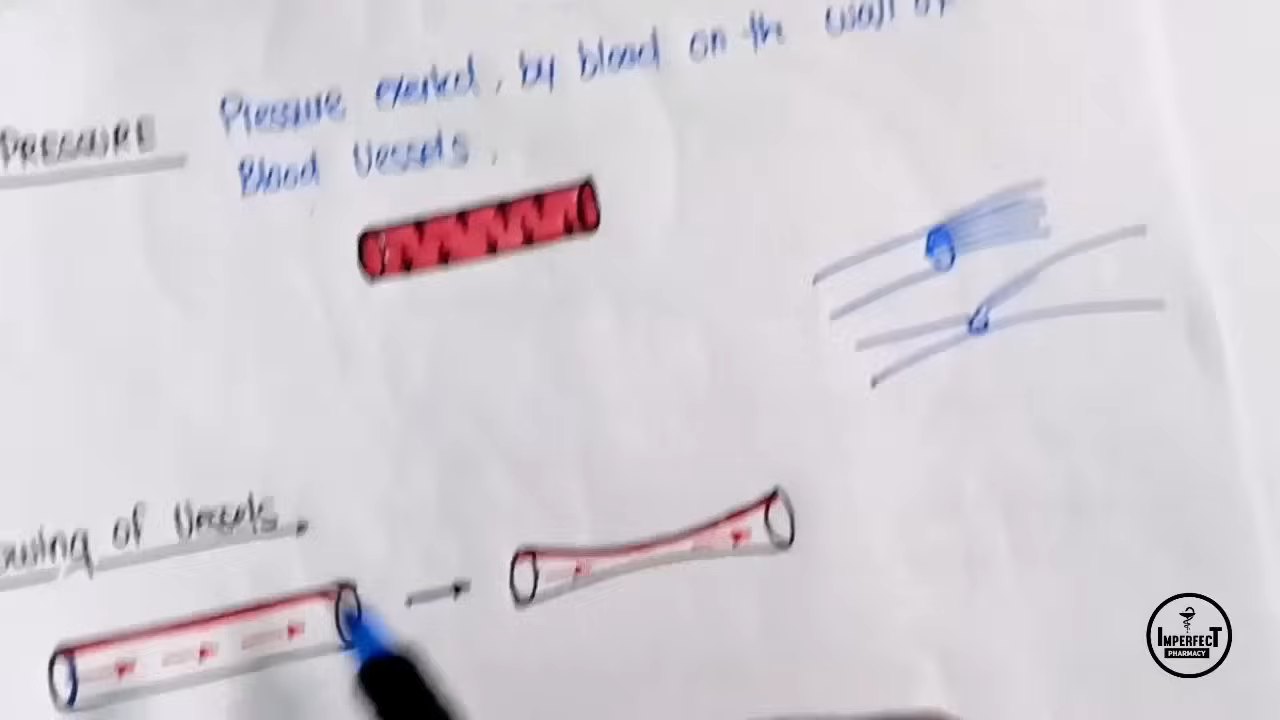 PRESSURE
Pressure exerted, by blood on the wall of
Blood Vessels.
of Vessels.
IMPERFECT
PHARMACY